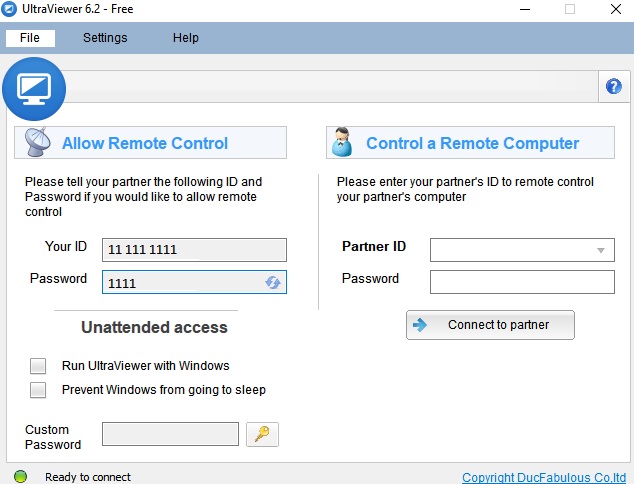 UltraViewer 6.2 - Free
File Settings Help
Allow Remote Control
Please tell your partner the following ID and
Password if you would like to allow remote
control
Your ID 11 111 1111
Password 1111
Unattended access
Run UltraViewer with Windows
Prevent Windows from going to sleep
Custom
Password
Control a Remote Computer
Please enter your partner's ID to remote control
your partner's computer
Partner ID
Password
Connect to partner
Ready to connect
Copyright DucFabulous Co,ltd